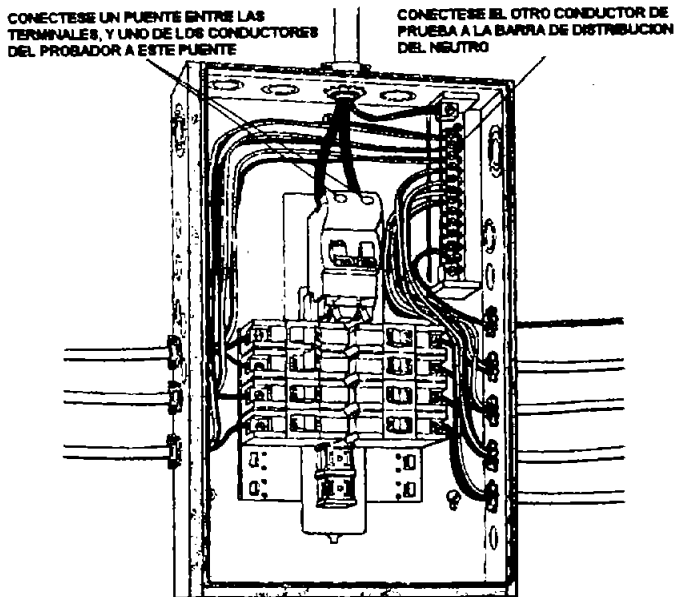 CONECTESE UN PUENTE ENTRE LAS
TERMINALES, Y UNO DE LOS CONDUCTORES
DEL PROBADOR A ESTE PUENTE
CONECTESE EL OTRO CONDUCTOR DE
PRUEBA A LA BARRA DE DISTRIBUCION
DEL NEUTRO